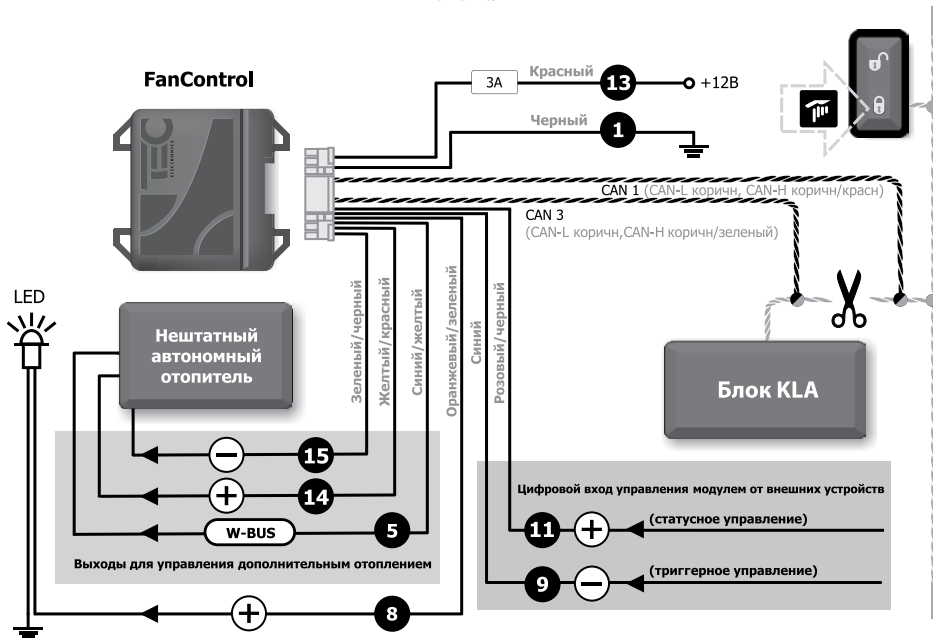 FanControl
TEC
ELECTRONICS
3А
Красный
13
+12В
Черный
1
CAN 1 (CAN-L коричн, CAN-H коричн/красн)
CAN 3
(CAN-L коричн,CAN-H коричн/зеленый)
LED
Нештатный
автономный
отопитель
Зеленый/черный
Желтый/красный
Синий/желтый
Оранжевый/зеленый
Синий
Розовый/черный
Блок KLA
15
14
W-BUS
5
Выходы для управления дополнительным отоплением
8
Цифровой вход управления модулем от внешних устройств
11
(статусное управление)
9
(триггерное управление)